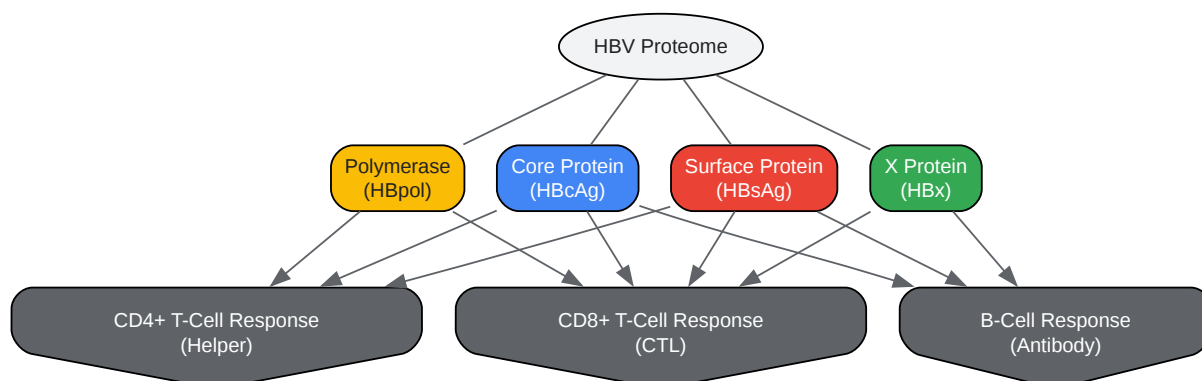 HBV Proteome
Polymerase
(HBpol)
Core Protein
(HBcAg)
Surface Protein
(HBsAg)
X Protein
(HBx)
CD4+ T-Cell Response
(Helper)
CD8+ T-Cell Response
(CTL)
B-Cell Response
(Antibody)